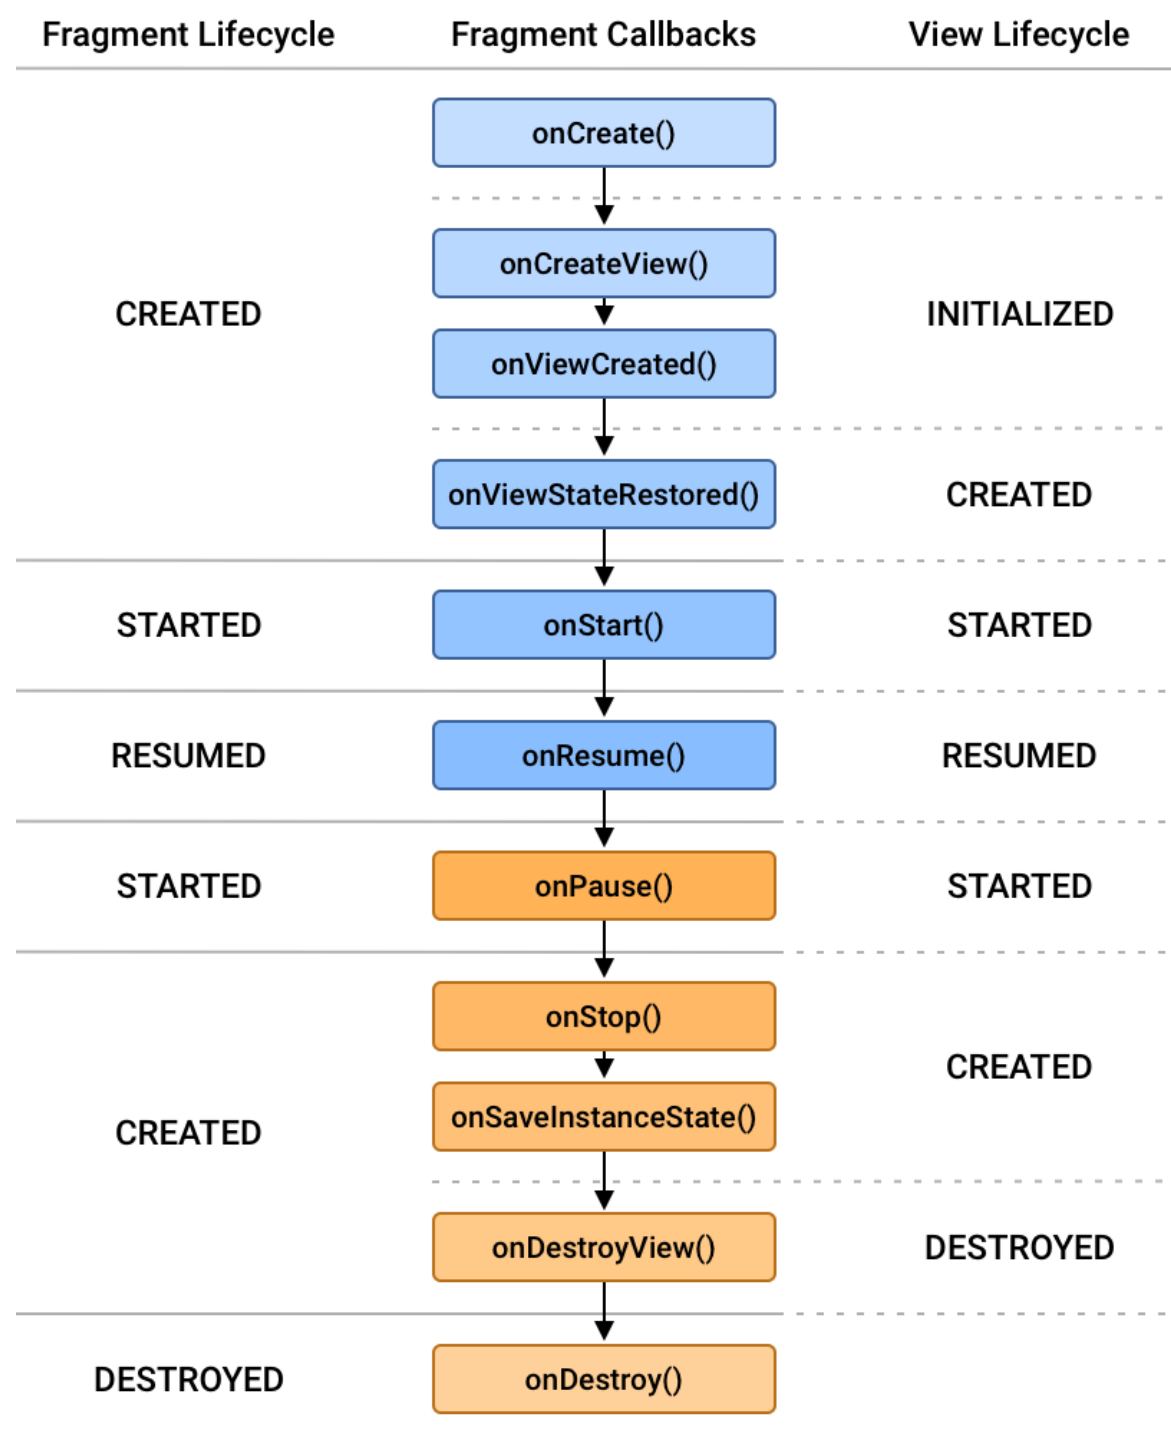 Fragment Lifecycle
Fragment Callbacks
View Lifecycle
onCreate()
onCreateView()
CREATED
INITIALIZED
onViewCreated()
onViewStateRestored()
CREATED
STARTED
onStart()
STARTED
RESUMED
onResume()
RESUMED
STARTED
onPause()
STARTED
onStop()
CREATED
onSaveInstanceState()
CREATED
onDestroyView()
DESTROYED
DESTROYED
onDestroy()